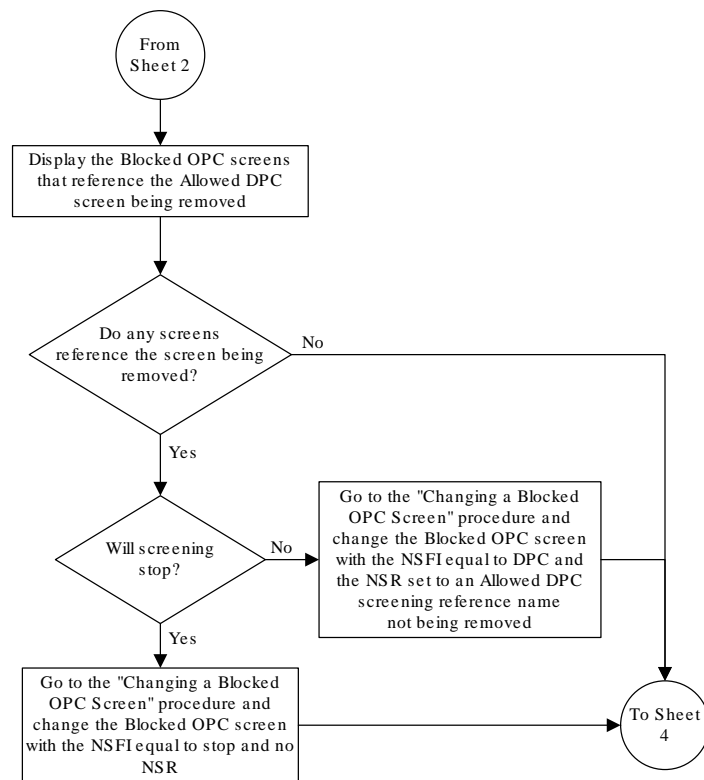 From
Sheet 2
Display the Blocked OPC screens
that reference the Allowed DPC
screen being removed
Do any screens
reference the screen being
removed?
No
Yes
Will screening
stop?
No
Go to the "Changing a Blocked
OPC Screen" procedure and
change the Blocked OPC screen
with the NSFI equal to DPC and
the NSR set to an Allowed DPC
screening reference name
not being removed
Yes
Go to the "Changing a Blocked
OPC Screen" procedure and
change the Blocked OPC screen
with the NSFI equal to stop and no
NSR
To Sheet
4